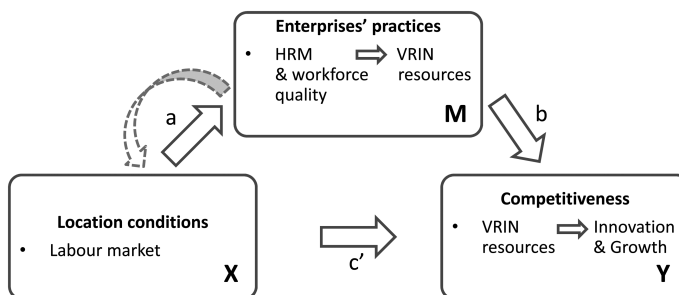 Enterprises’ practices
• HRM & workforce quality
VRIN resources
M
a
b
Location conditions
• Labour market
X
c’
Competitiveness
• VRIN resources
Innovation & Growth
Y